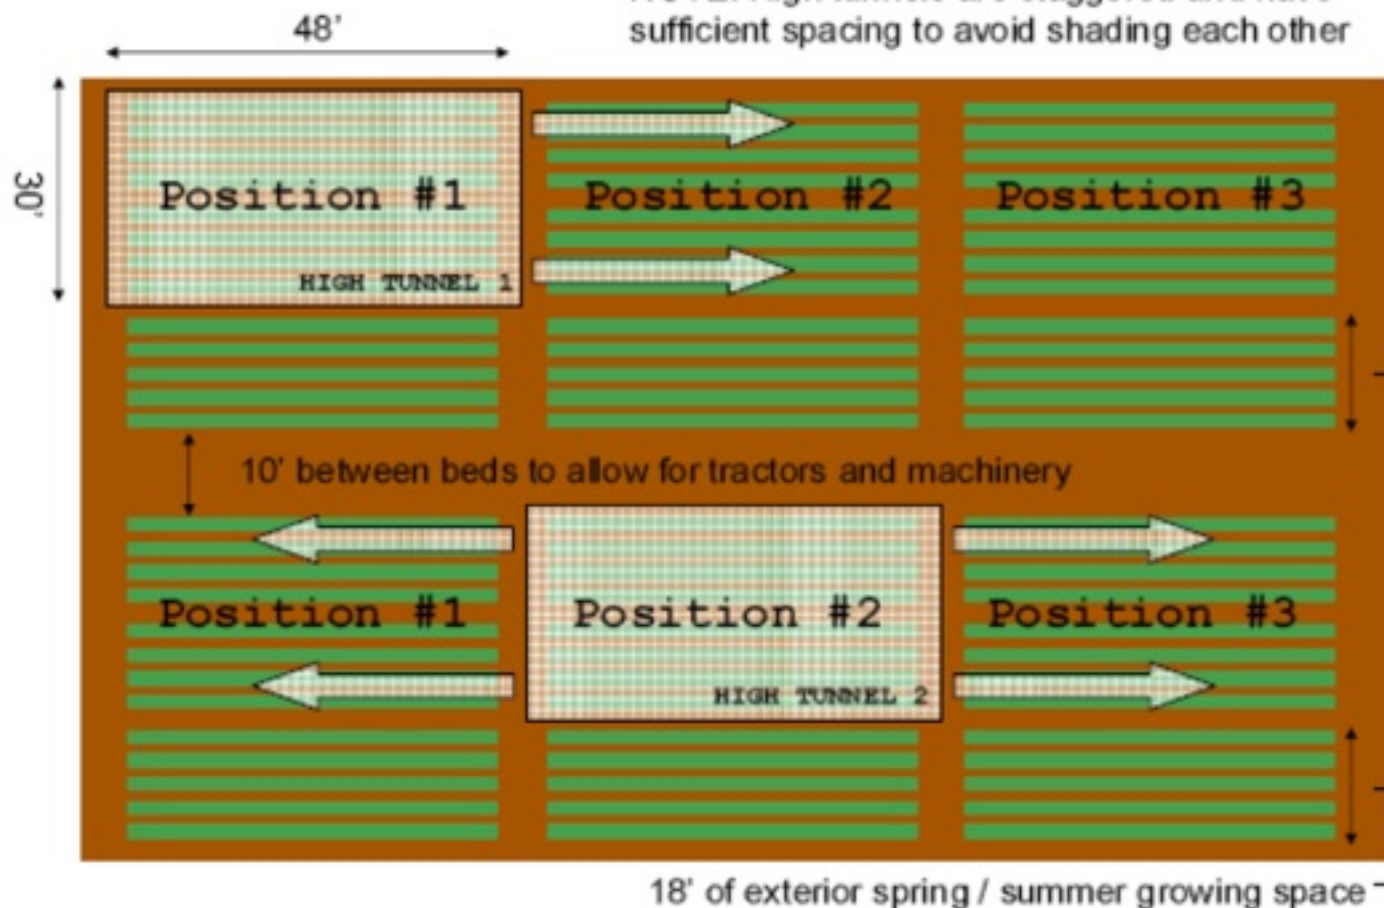 48’
sufficient spacing to avoid shading each other
30’
Position #1
Position #2
Position #3
HIGH TUNNEL 1
10’ between beds to allow for tractors and machinery
Position #1
Position #2
Position #3
HIGH TUNNEL 2
18’ of exterior spring / summer growing space